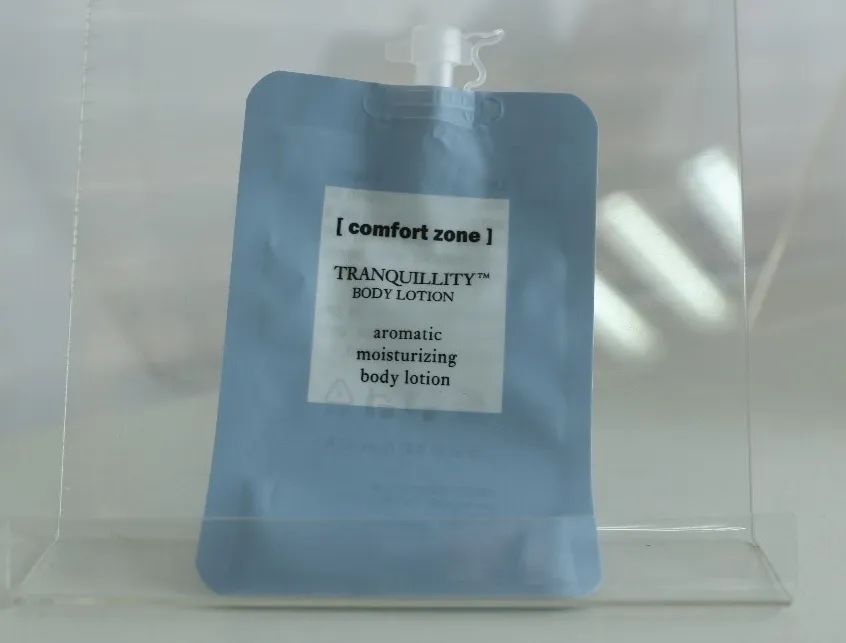 [ comfort zone ]
TRANQUILLITY™
BODY LOTION
aromatic
moisturizing
body lotion